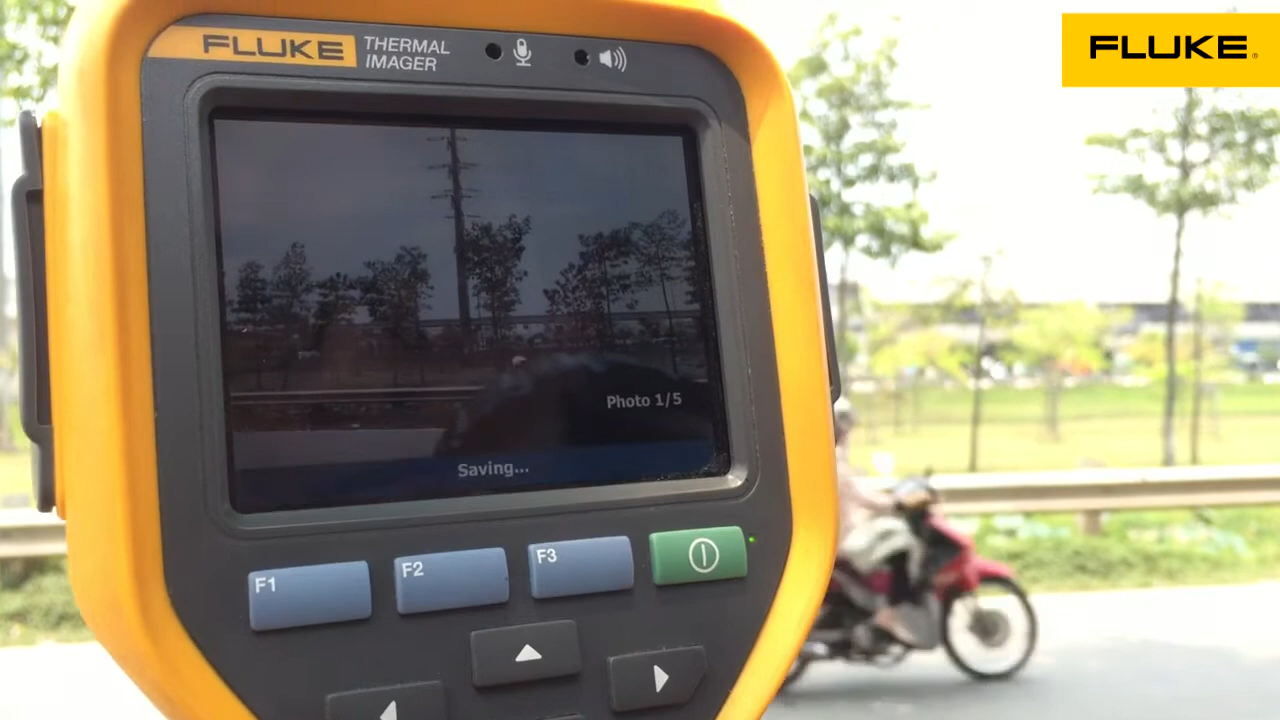 FLUKE
THERMAL
IMAGER
FLUKE®
Photo 1/5
Saving...
F1
F2
F3